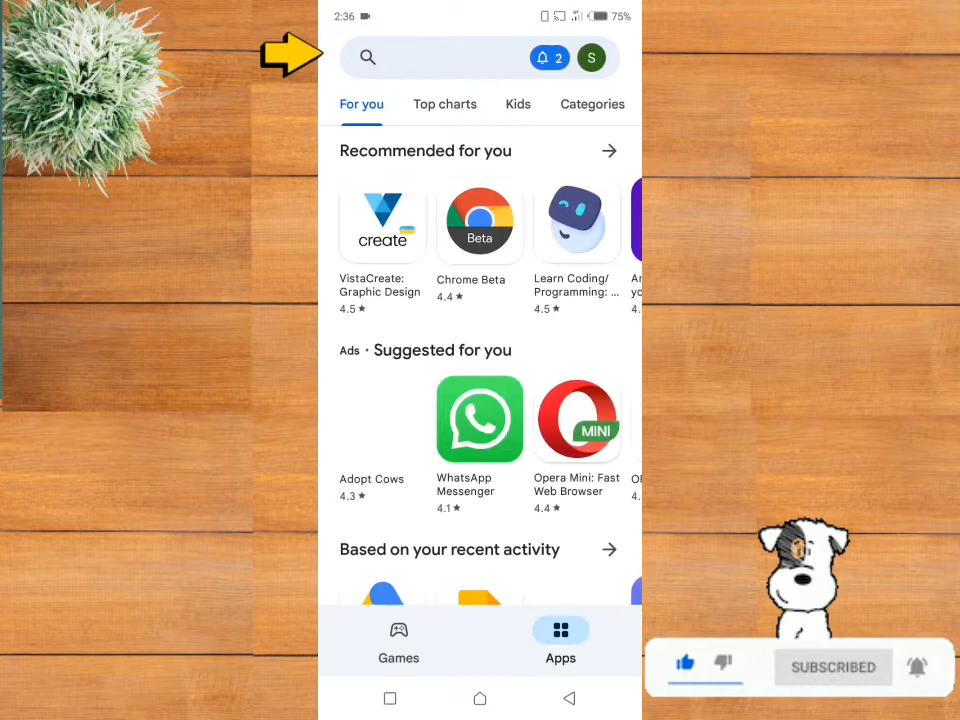 2:36
75%
2
S
For you
Top charts
Kids
Categories
Recommended for you
create
Beta
VistaCreate:
Graphic Design
4.5★
Chrome Beta
4.4★
Learn Coding/
Programming: ...
4.5★
4.
Ads • Suggested for you
MINI
Adopt Cows
4.3★
WhatsApp
Messenger
4.1★
Opera Mini: Fast
Web Browser
4.4★
4.
Based on your recent activity
Games
Apps
SUBSCRIBED